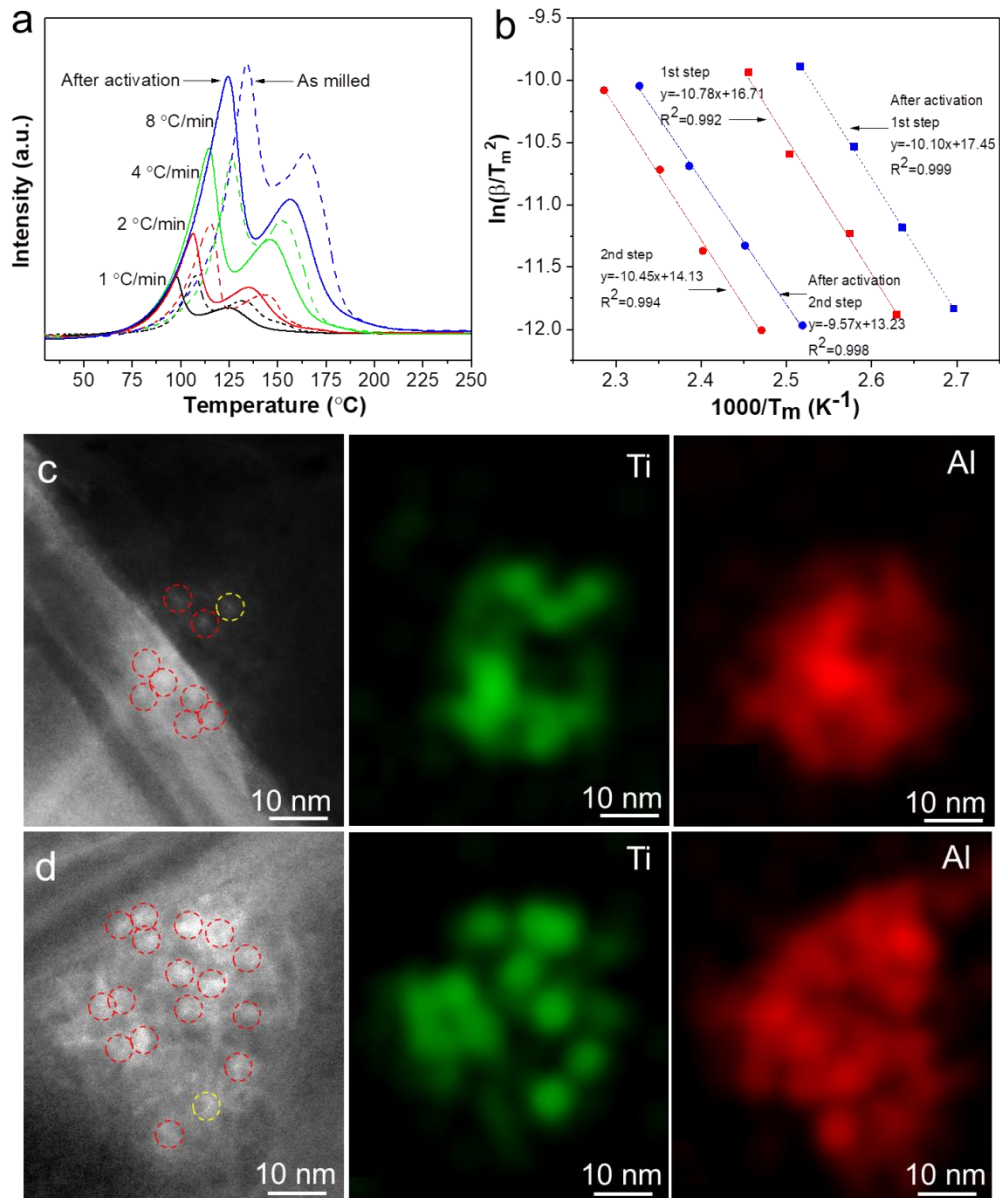 a
After activation
As milled
8 °C/min
4 °C/min
2 °C/min
1 °C/min
Intensity (a.u.)
25 50 75 100 125 150 175 200 225 250
Temperature (°C)
b
-9.5
-10.0
-10.5
-11.0
-11.5
-12.0
ln(β/Tm²)
1st step
y=-10.78x+16.71
R²=0.992
After activation
1st step
y=-10.10x+17.45
R²=0.999
2nd step
y=-10.45x+14.13
R²=0.994
After activation
2nd step
y=-9.57x+13.23
R²=0.998
2.3 2.4 2.5 2.6 2.7
1000/Tm (K⁻¹)
c
10 nm
Ti
10 nm
Al
10 nm
d
10 nm
Ti
10 nm
Al
10 nm